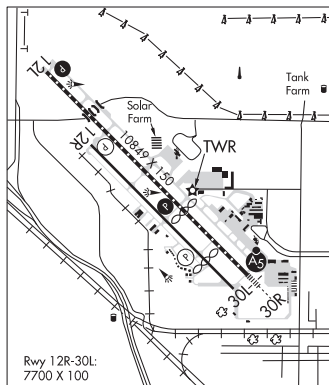 12L
P
Solar
Farm
Tank
Farm
12R
P
10849 X 150
TWR
P
P
A5
30L
30R
Rwy 12R-30L:
7700 X 100